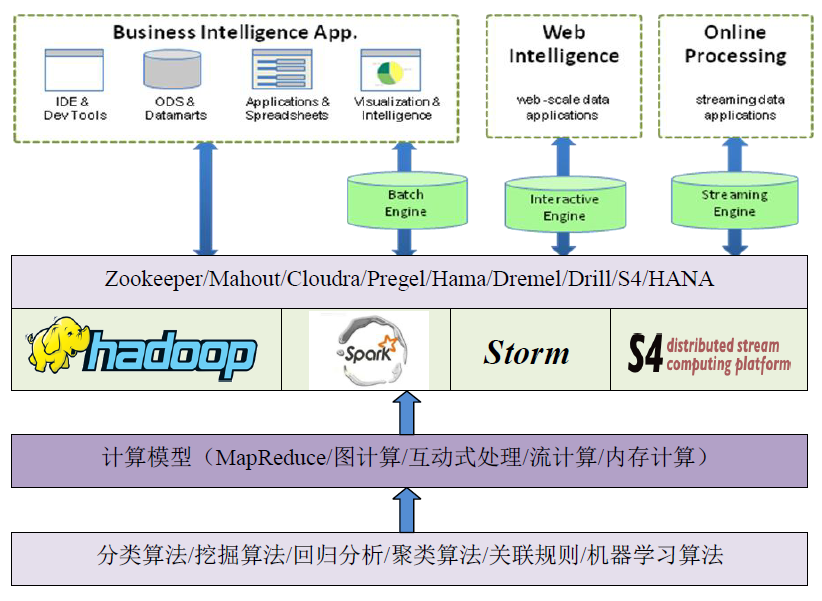 Business Intelligence App.
IDE &
Dev Tools
ODS &
Datamarts
Applications &
Spreadsheets
Visualization &
Intelligence
Web
Intelligence
web-scale data
applications
Online
Processing
streaming data
applications
Batch
Engine
Interactive
Engine
Streaming
Engine
Zookeeper/Mahout/Cloudra/Pregel/Hama/Dremel/Drill/S4/HANA
hadoop
Spark
Storm
S4 distributed stream
computing platform
计算模型（MapReduce/图计算/互动式处理/流计算/内存计算）
分类算法/挖掘算法/回归分析/聚类算法/关联规则/机器学习算法